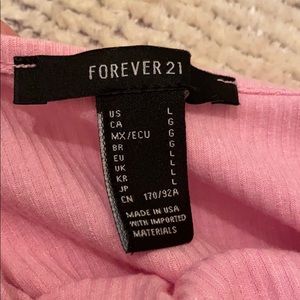 FOREVER 21
US L
CA G
MX/ECU G
BR G
EU L
UK L
KR L
JP L
CN 170/92A
MADE IN USA
WITH IMPORTED
MATERIALS